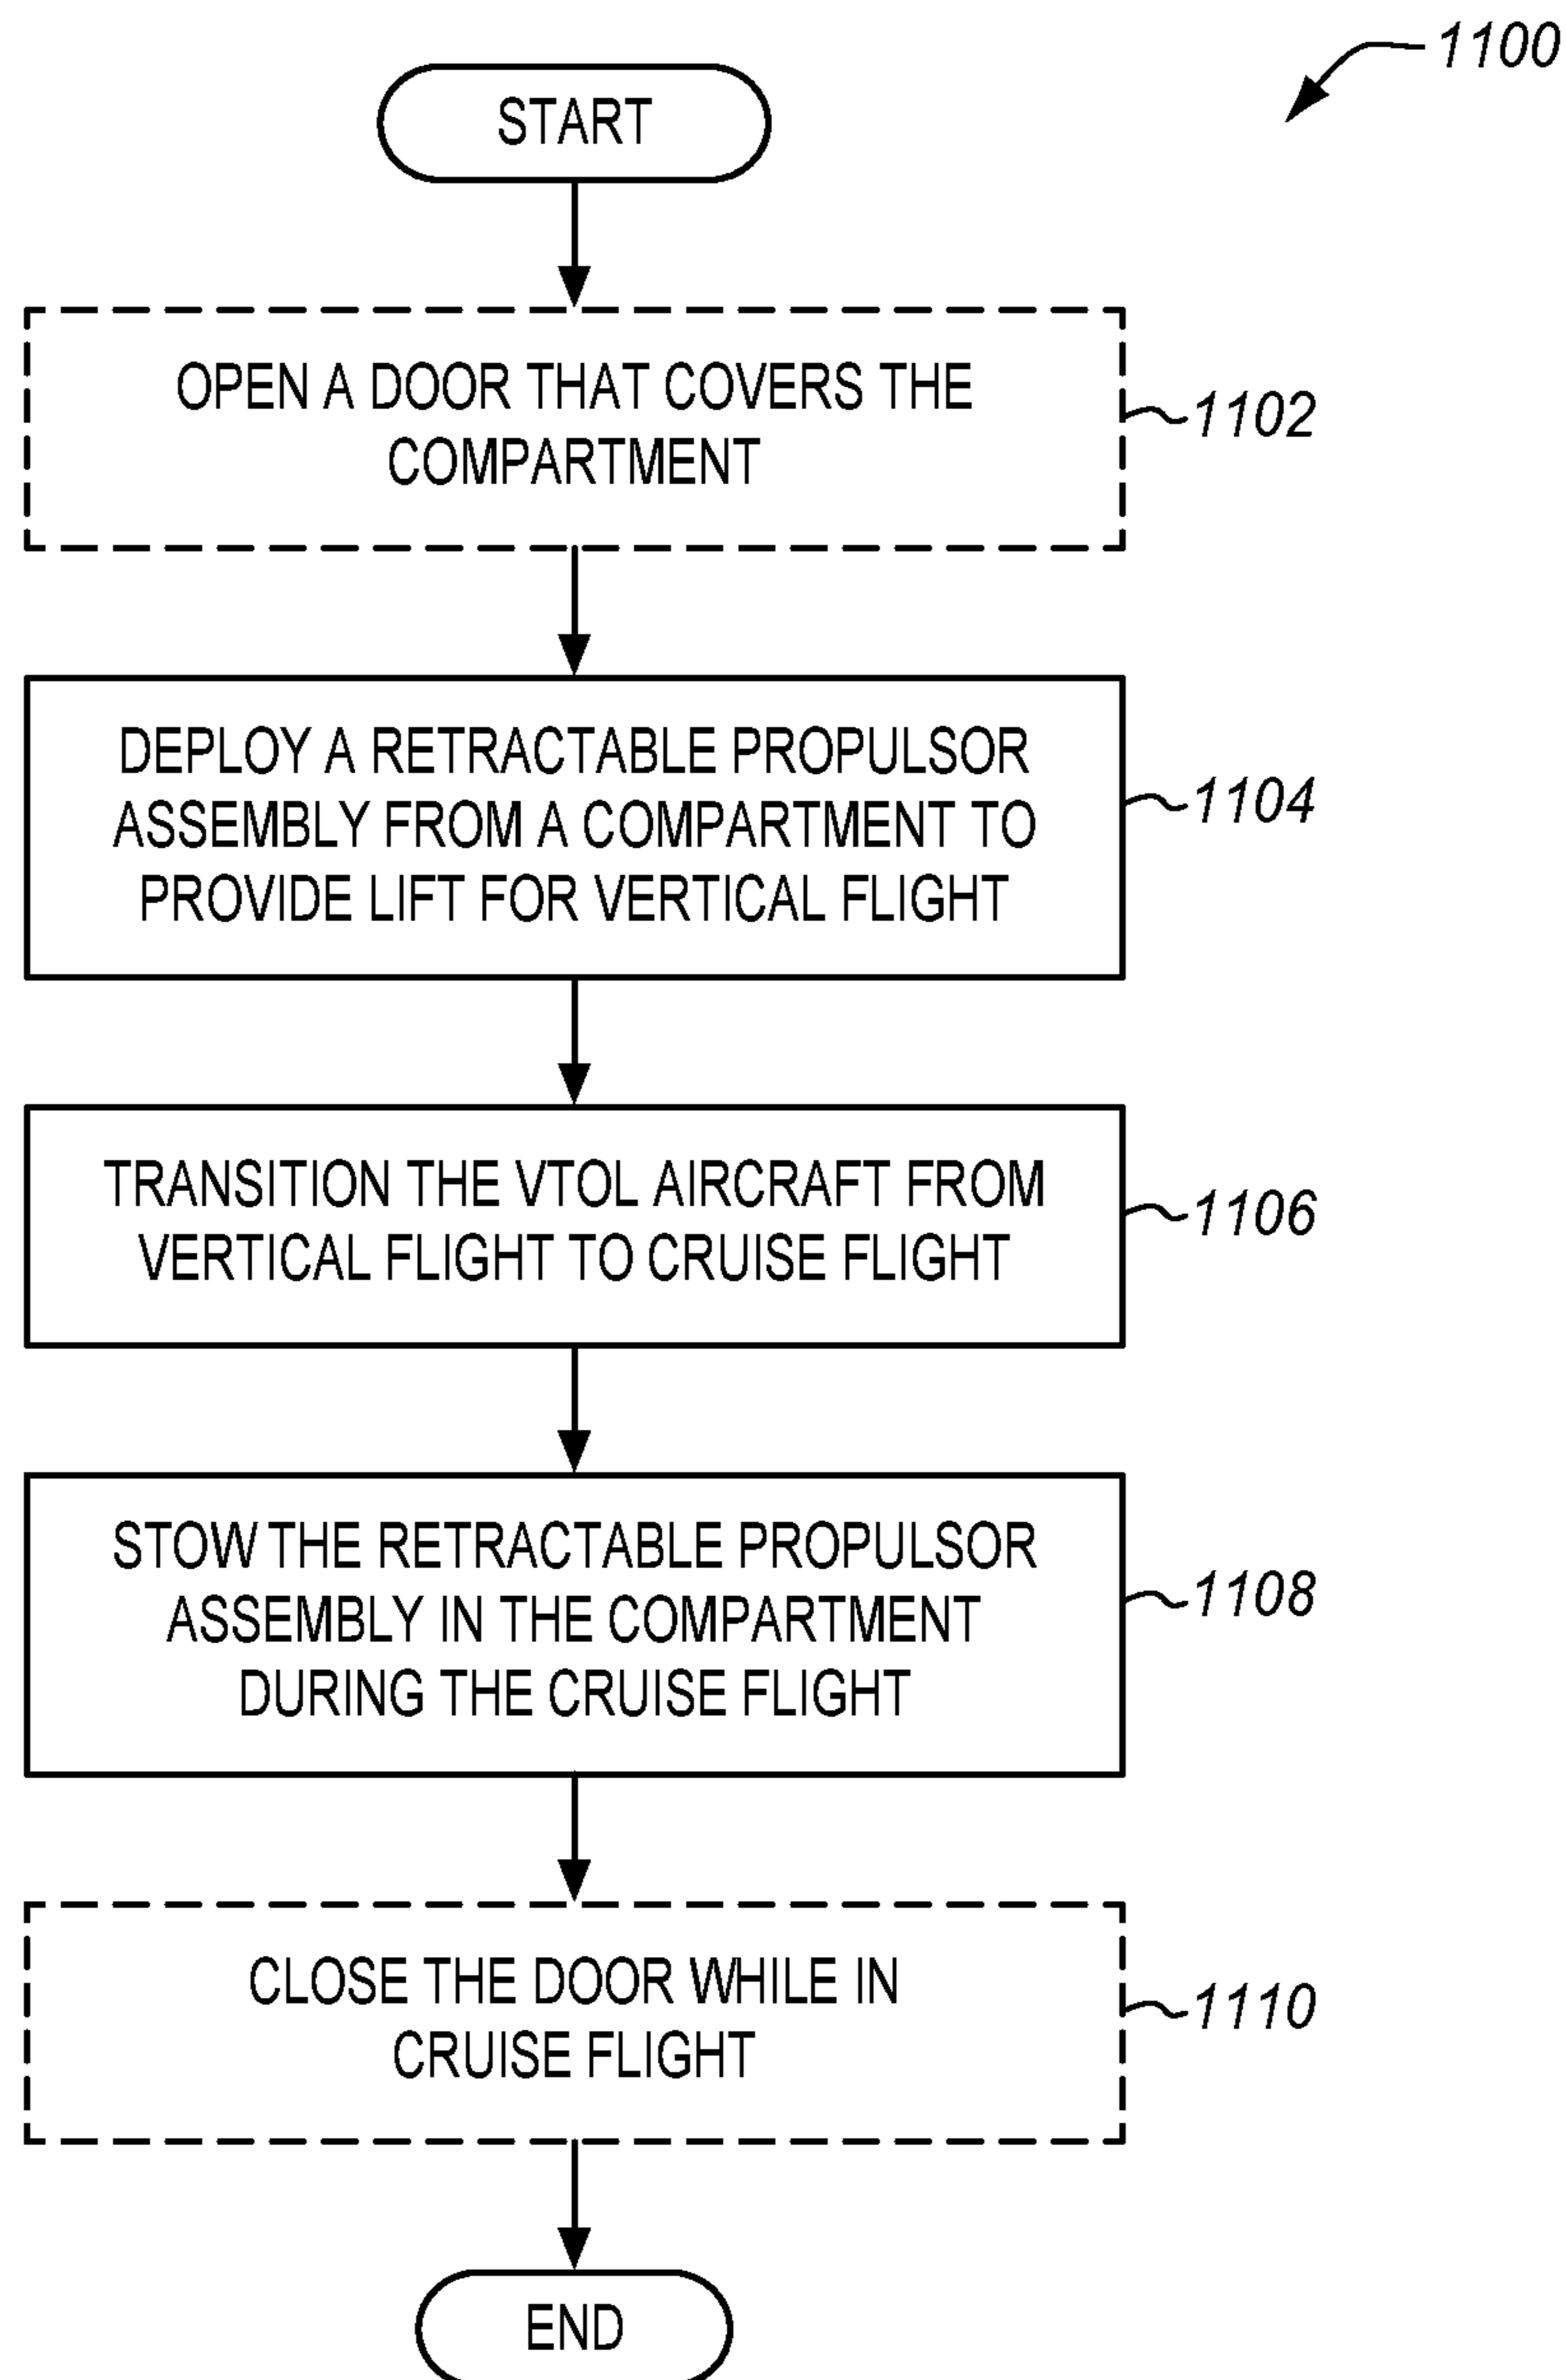 1100
START
OPEN A DOOR THAT COVERS THE
COMPARTMENT
1102
DEPLOY A RETRACTABLE PROPULSOR
ASSEMBLY FROM A COMPARTMENT TO
PROVIDE LIFT FOR VERTICAL FLIGHT
1104
TRANSITION THE VTOL AIRCRAFT FROM
VERTICAL FLIGHT TO CRUISE FLIGHT
1106
STOW THE RETRACTABLE PROPULSOR
ASSEMBLY IN THE COMPARTMENT
DURING THE CRUISE FLIGHT
1108
CLOSE THE DOOR WHILE IN
CRUISE FLIGHT
1110
END